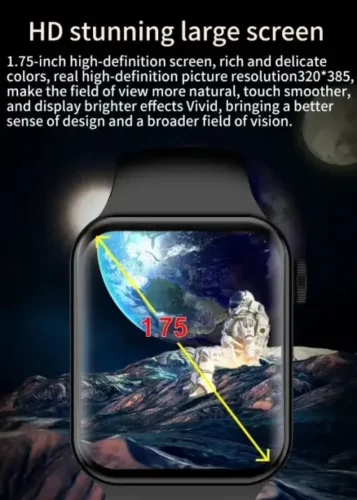 HD stunning large screen
1.75-inch high-definition screen, rich and delicate
colors, real high-definition picture resolution320*385,
make the field of view more natural, touch smoother,
and display brighter effects Vivid, bringing a better
sense of design and a broader field of vision.
1.75